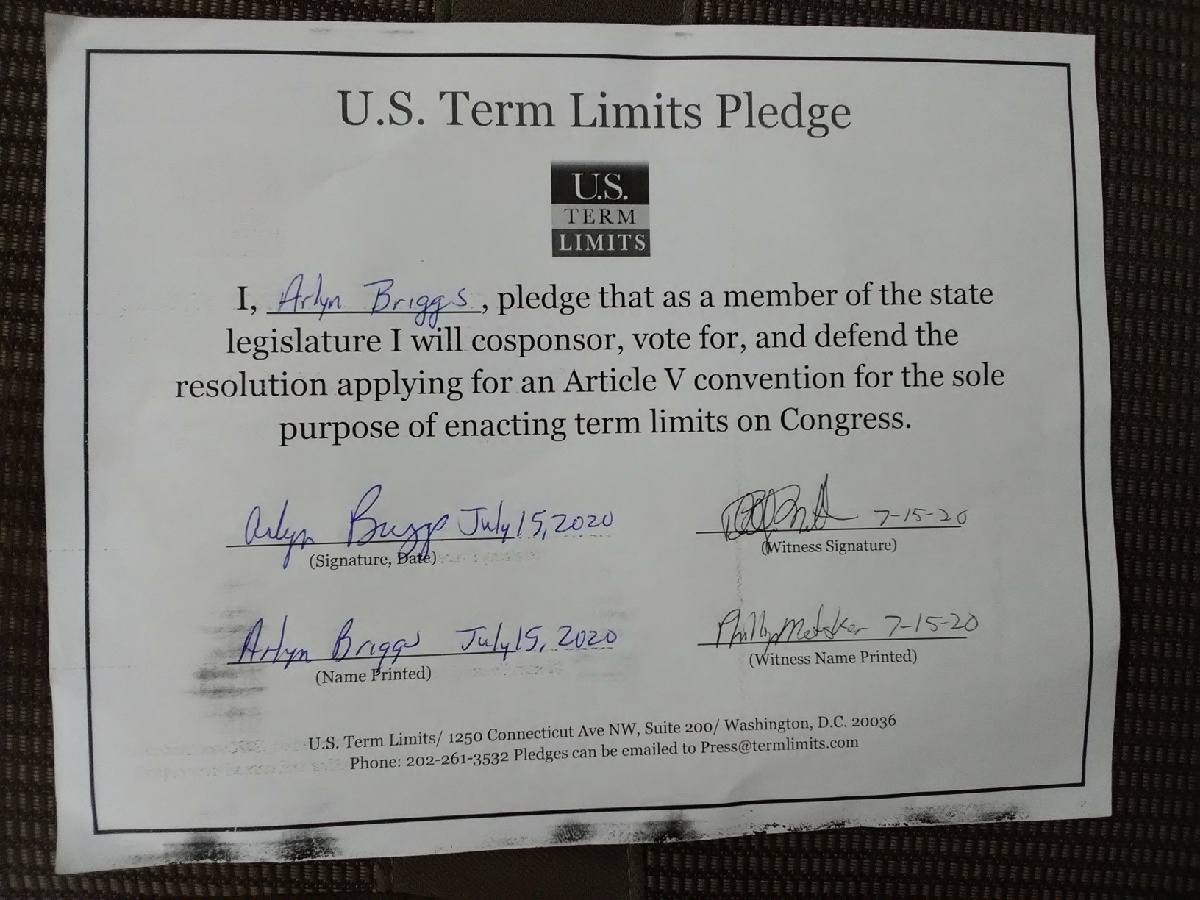 U.S. Term Limits Pledge
U.S.
TERM
LIMITS
I, Arlyn Briggs, pledge that as a member of the state
legislature I will cosponsor, vote for, and defend the
resolution applying for an Article V convention for the sole
purpose of enacting term limits on Congress.
Arlyn Briggs July 15, 2020
7-15-20
(Signature, Date)
(Witness Signature)
Arlyn Briggs July 15, 2020
Phillip Metsker 7-15-20
(Name Printed)
(Witness Name Printed)
U.S. Term Limits/ 1250 Connecticut Ave NW, Suite 200/ Washington, D.C. 20036
Phone: 202-261-3532 Pledges can be emailed to Press@termlimits.com